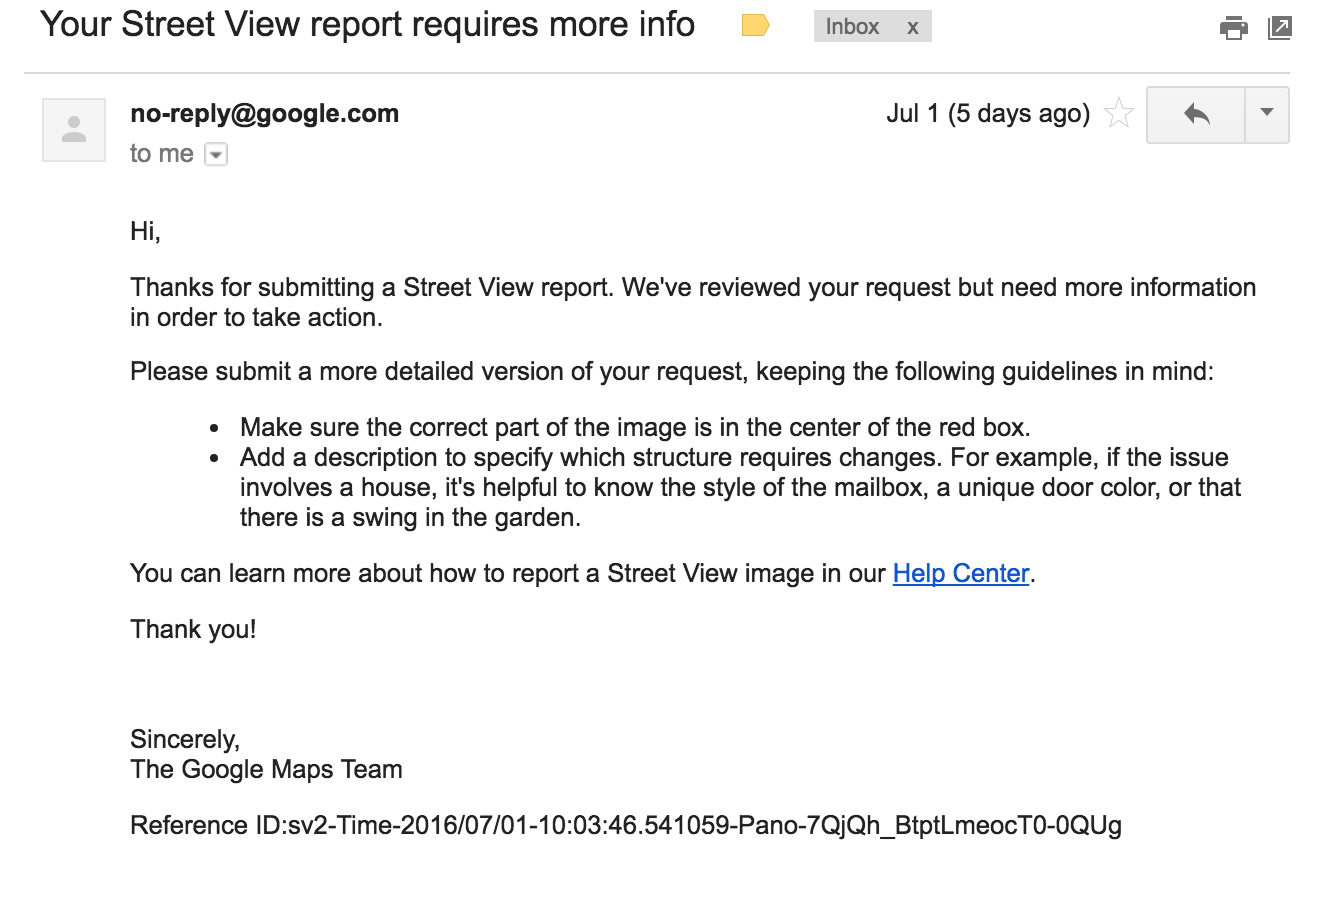 Your Street View report requires more info
Inbox x
no-reply@google.com
Jul 1 (5 days ago)
to me
Hi,
Thanks for submitting a Street View report. We've reviewed your request but need more information
in order to take action.
Please submit a more detailed version of your request, keeping the following guidelines in mind:
• Make sure the correct part of the image is in the center of the red box.
• Add a description to specify which structure requires changes. For example, if the issue
involves a house, it's helpful to know the style of the mailbox, a unique door color, or that
there is a swing in the garden.
You can learn more about how to report a Street View image in our Help Center.
Thank you!
Sincerely,
The Google Maps Team
Reference ID:sv2-Time-2016/07/01-10:03:46.541059-Pano-7QjQh_BtptLmeocT0-0QUg